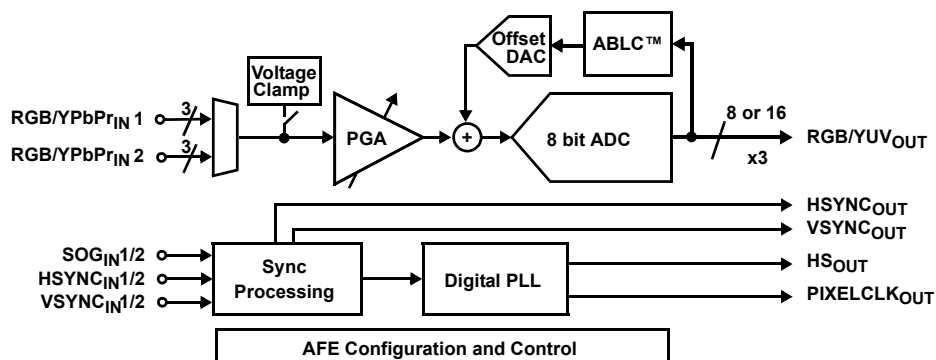 Offset
DAC
ABLC™
Voltage
Clamp
RGB/YPbPrIN 1
3
PGA
+
8 bit ADC
8 or 16
x3
RGB/YUVOUT
RGB/YPbPrIN 2
3
HSYNCOUT
VSYNCOUT
SOGIN1/2
HSYNCIN1/2
VSYNCIN1/2
Sync
Processing
Digital PLL
HSOUT
PIXELCLKOUT
AFE Configuration and Control